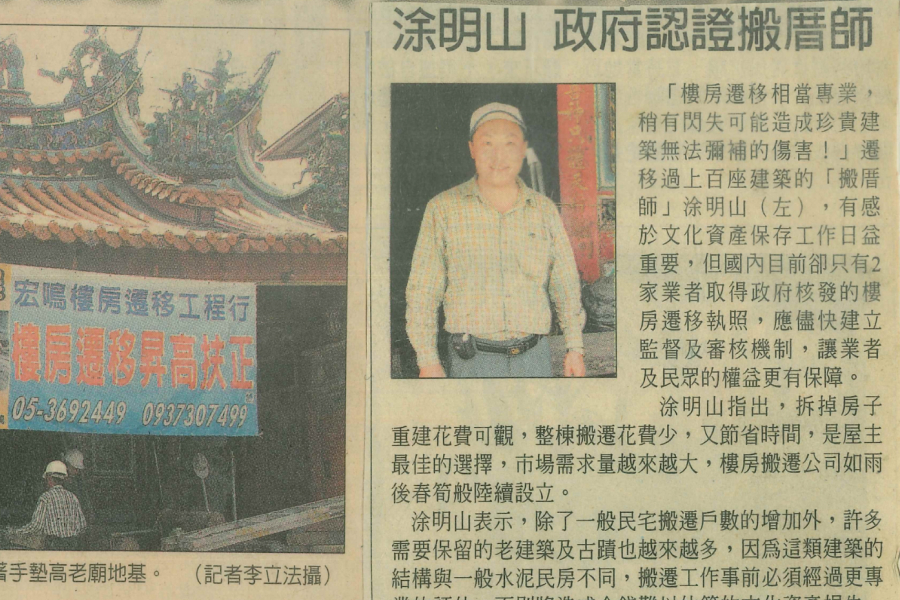 涂明山 政府認證搬厝師
「樓房遷移相當專業，
稍有閃失可能造成珍貴建
築無法彌補的傷害！」遷
移過上百座建築的「搬厝
師」涂明山（左），有感
於文化資產保存工作日益
重要，但國內目前卻只有2
家業者取得政府核發的樓
房遷移執照，應儘快建立
監督及審核機制，讓業者
及民眾的權益更有保障。
涂明山指出，拆掉房子
重建花費可觀，整棟搬遷花費少，又節省時間，是屋主
最佳的選擇，市場需求量越來越大，樓房搬遷公司如雨
後春筍般陸續設立。
涂明山表示，除了一般民宅搬遷戶數的增加外，許多
需要保留的老建築及古蹟也越來越多，因為這類建築的
結構與一般水泥民房不同，搬遷工作事前必須經過更專
宏鳴樓房遷移工程行
樓房遷移昇高扶正
05-3692449 0937307499
著手墊高老廟地基。 （記者李立法攝）